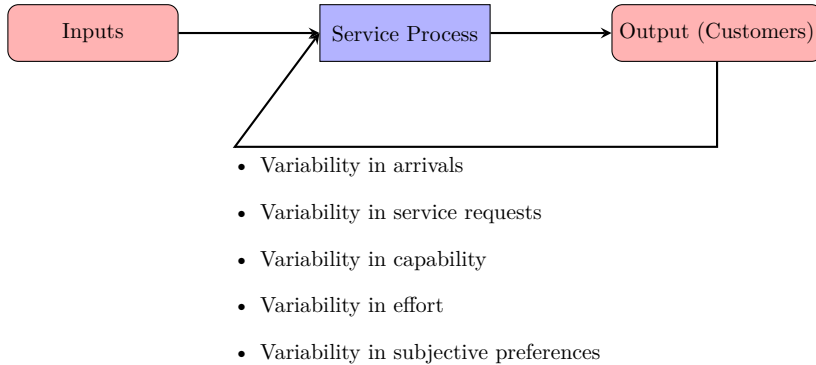 Inputs
Service Process
Output (Customers)
• Variability in arrivals
• Variability in service requests
• Variability in capability
• Variability in effort
• Variability in subjective preferences